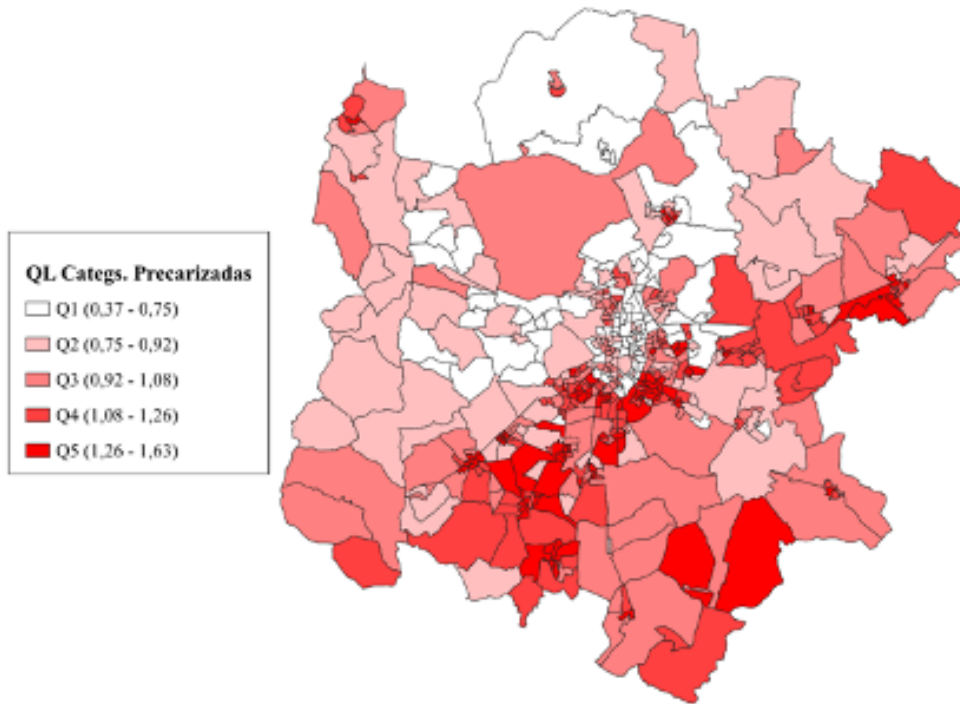 QL Categs. Precarizadas
Q1 (0,37 - 0,75)
Q2 (0,75 - 0,92)
Q3 (0,92 - 1,08)
Q4 (1,08 - 1,26)
Q5 (1,26 - 1,63)